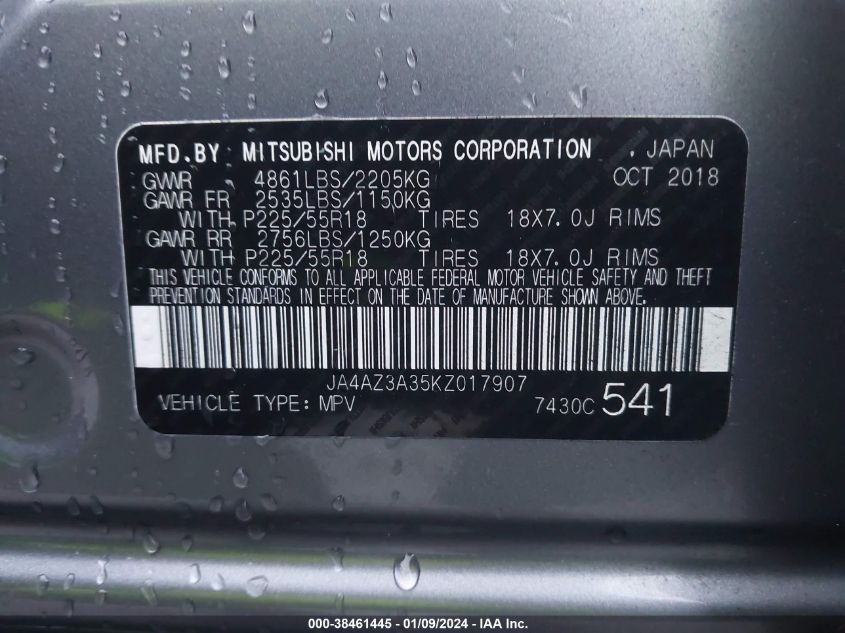 MFD.BY MITSUBISHI MOTORS CORPORATION . JAPAN
GVWR 4861LBS/2205KG OCT 2018
GAWR FR 2535LBS/1150KG
WITH P225/55R18 TIRES 18X7.0J RIMS
GAWR RR 2756LBS/1250KG
WITH P225/55R18 TIRES 18X7.0J RIMS
THIS VEHICLE CONFORMS TO ALL APPLICABLE FEDERAL MOTOR VEHICLE SAFETY AND THEFT
PREVENTION STANDARDS IN EFFECT ON THE DATE OF MANUFACTURE SHOWN ABOVE.
JA4AZ3A35KZ017907
VEHICLE TYPE: MPV 7430C 541
000-38461445 - 01/09/2024 - IAA Inc.